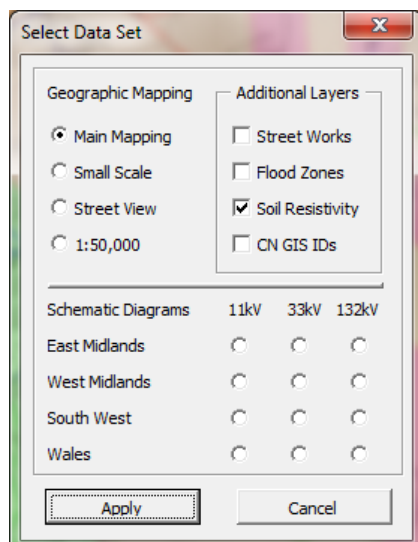 Select Data Set
Geographic Mapping
Main Mapping
Small Scale
Street View
1:50,000
Additional Layers
Street Works
Flood Zones
Soil Resistivity
CN GIS IDs
Schematic Diagrams 11kV 33kV 132kV
East Midlands
West Midlands
South West
Wales
Apply Cancel